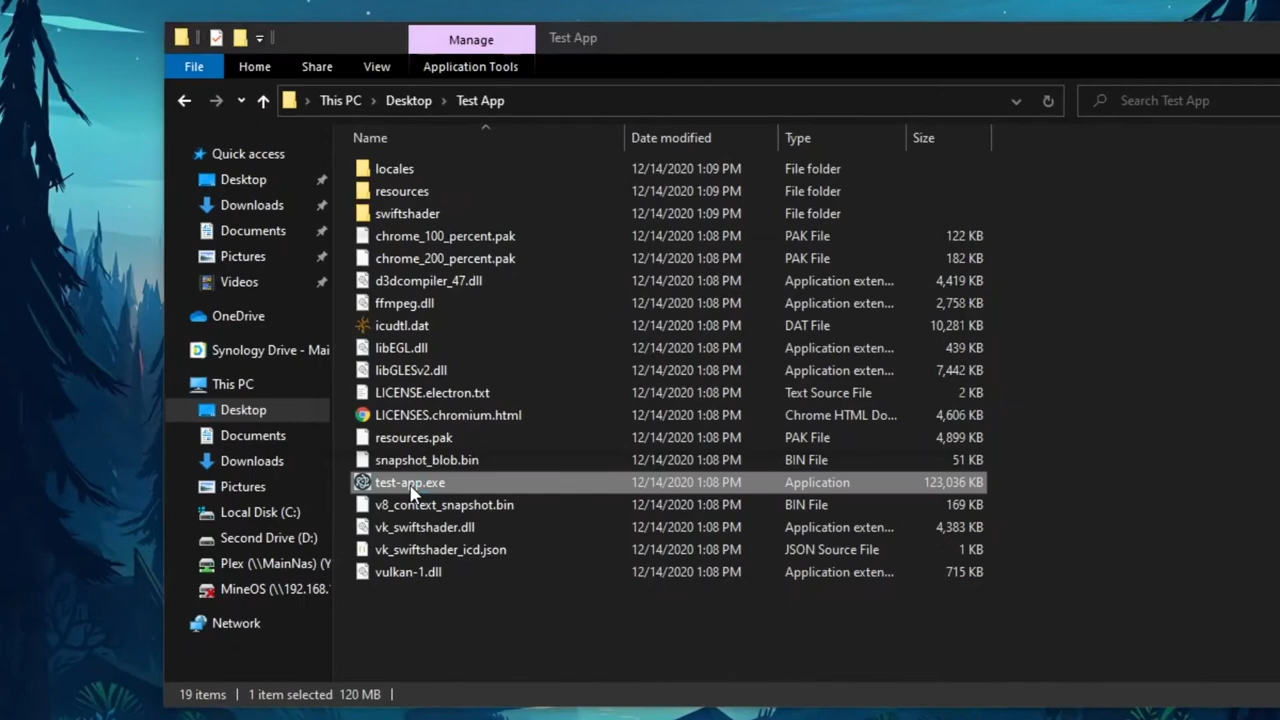 Manage
Test App
File
Home
Share
View
Application Tools
This PC
Desktop
Test App
Search Test App
Name
Date modified
Type
Size
Quick access
Desktop
Downloads
Documents
Pictures
Videos
OneDrive
Synology Drive - Mai
This PC
Desktop
Documents
Downloads
Pictures
Local Disk (C:)
Second Drive (D:)
Plex (\\MainNas) (Y
MineOS (\\192.168.
Network
locales 12/14/2020 1:09 PM File folder
resources 12/14/2020 1:09 PM File folder
swiftshader 12/14/2020 1:09 PM File folder
chrome_100_percent.pak 12/14/2020 1:08 PM PAK File 122 KB
chrome_200_percent.pak 12/14/2020 1:08 PM PAK File 182 KB
d3dcompiler_47.dll 12/14/2020 1:08 PM Application exten... 4,419 KB
ffmpeg.dll 12/14/2020 1:08 PM Application exten... 2,758 KB
icudtl.dat 12/14/2020 1:08 PM DAT File 10,281 KB
libEGL.dll 12/14/2020 1:08 PM Application exten... 439 KB
libGLESv2.dll 12/14/2020 1:08 PM Application exten... 7,442 KB
LICENSE.electron.txt 12/14/2020 1:08 PM Text Source File 2 KB
LICENSES.chromium.html 12/14/2020 1:08 PM Chrome HTML Do... 4,606 KB
resources.pak 12/14/2020 1:08 PM PAK File 4,899 KB
snapshot_blob.bin 12/14/2020 1:08 PM BIN File 51 KB
test-app.exe 12/14/2020 1:08 PM Application 123,036 KB
v8_context_snapshot.bin 12/14/2020 1:08 PM BIN File 169 KB
vk_swiftshader.dll 12/14/2020 1:08 PM Application exten... 4,383 KB
vk_swiftshader_icd.json 12/14/2020 1:08 PM JSON Source File 1 KB
vulkan-1.dll 12/14/2020 1:08 PM Application exten... 715 KB
19 items
1 item selected 120 MB